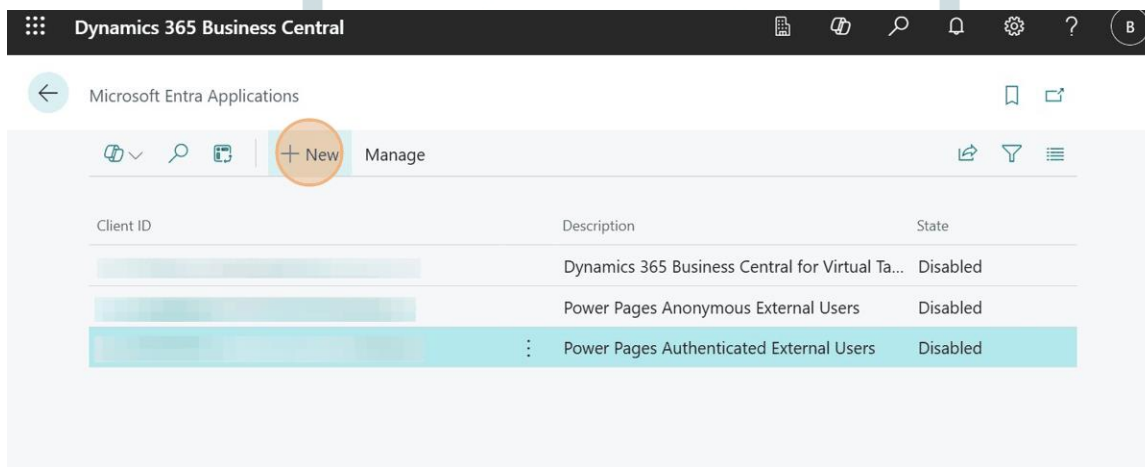 Dynamics 365 Business Central
?
B
Microsoft Entra Applications
+ New Manage
Client ID Description State
Dynamics 365 Business Central for Virtual Ta... Disabled
Power Pages Anonymous External Users Disabled
Power Pages Authenticated External Users Disabled